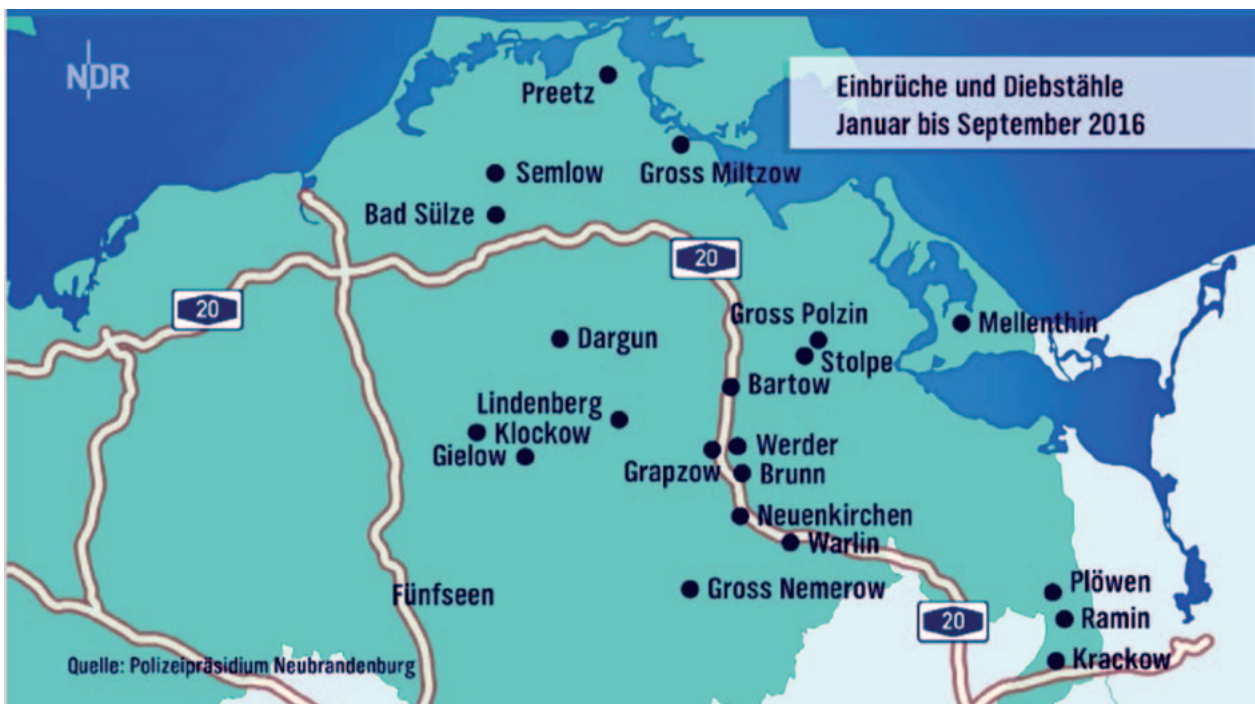 NDR
Einbrüche und Diebstähle
Januar bis September 2016
Preetz
Semlow
Gross Miltzow
Bad Sülze
20
20
Gross Polzin
Mellenthin
Dargun
Stolpe
Bartow
Lindenberg
Klockow
Gielow
Werder
Grapzow
Brunn
Neuenkirchen
Warlin
Fünfseen
Gross Nemerow
Plöwen
Ramin
20
Krackow
Quelle: Polizeipräsidium Neubrandenburg